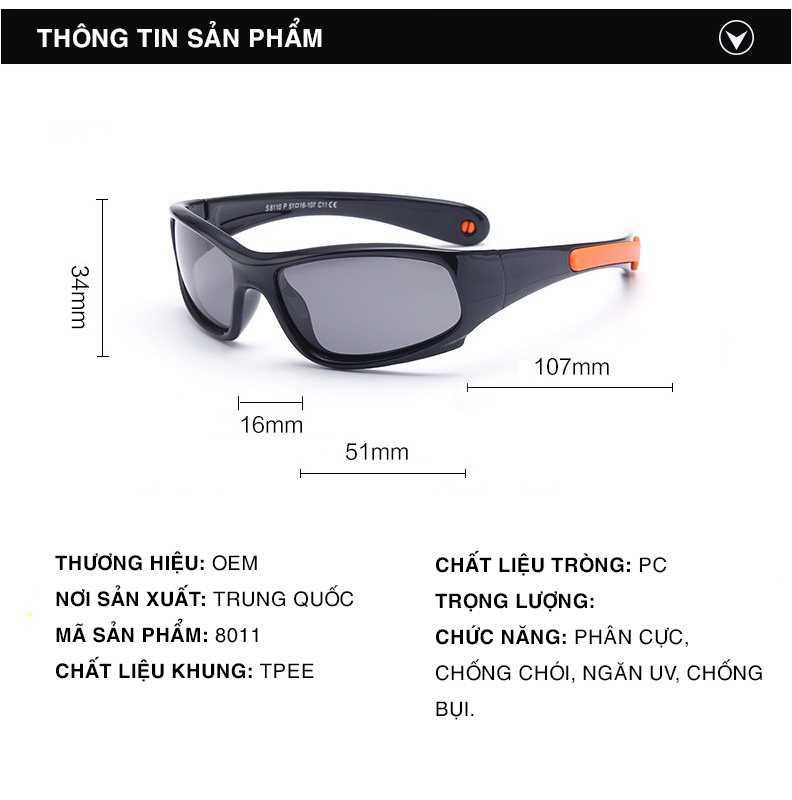 THÔNG TIN SẢN PHẨM
S8110 P 51□16-107 C11 CE
34mm
107mm
16mm
51mm
THƯƠNG HIỆU: OEM
NƠI SẢN XUẤT: TRUNG QUỐC
MÃ SẢN PHẨM: 8011
CHẤT LIỆU KHUNG: TPEE
CHẤT LIỆU TRÒNG: PC
TRỌNG LƯỢNG:
CHỨC NĂNG: PHÂN CỰC,
CHỐNG CHÓI, NGĂN UV, CHỐNG
BỤI.